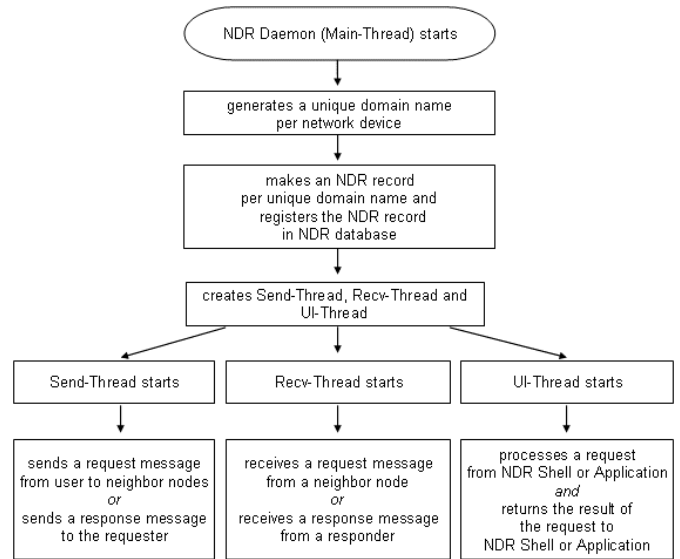 NDR Daemon (Main-Thread) starts
generates a unique domain name
per network device
makes an NDR record
per unique domain name and
registers the NDR record
in NDR database
creates Send-Thread, Recv-Thread and
UI-Thread
Send-Thread starts
Recv-Thread starts
UI-Thread starts
sends a request message
from user to neighbor nodes
or
sends a response message
to the requester
receives a request message
from a neighbor node
or
receives a response message
from a responder
processes a request
from NDR Shell or Application
and
returns the result of
the request to
NDR Shell or Application